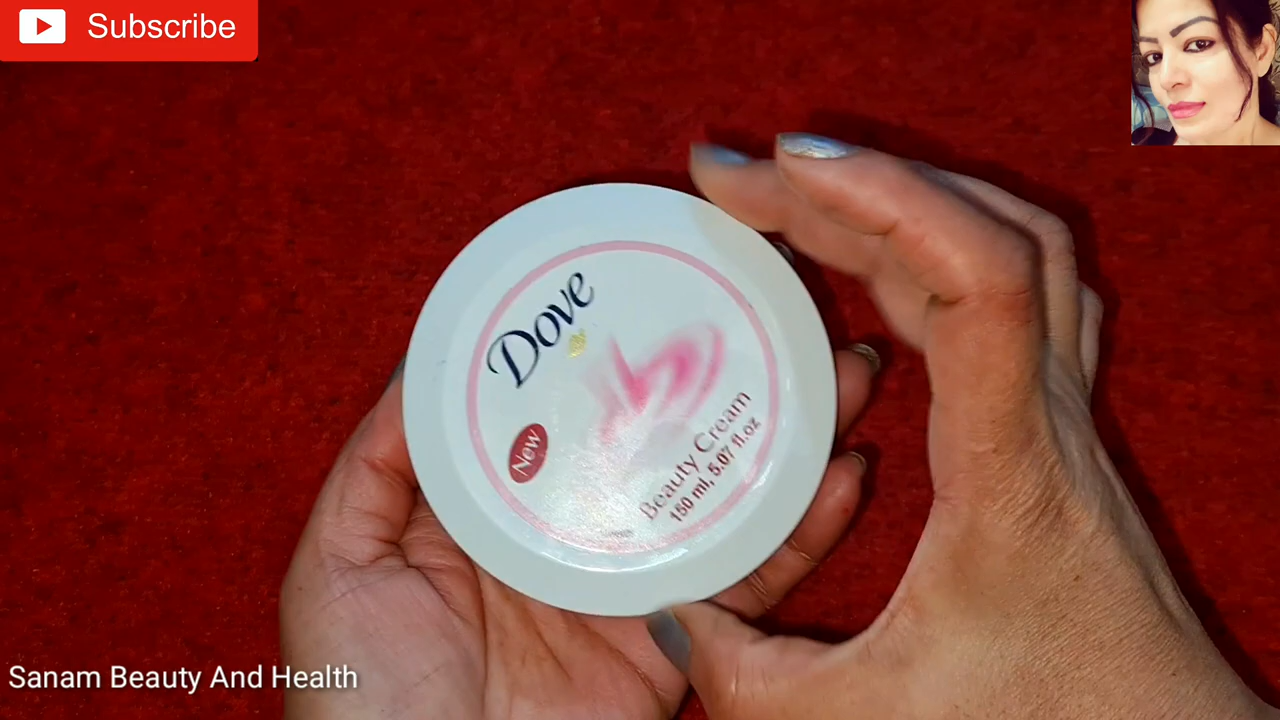 Subscribe
Dove
New
Beauty Cream
150 ml, 5.07 fl.oz
Sanam Beauty And Health